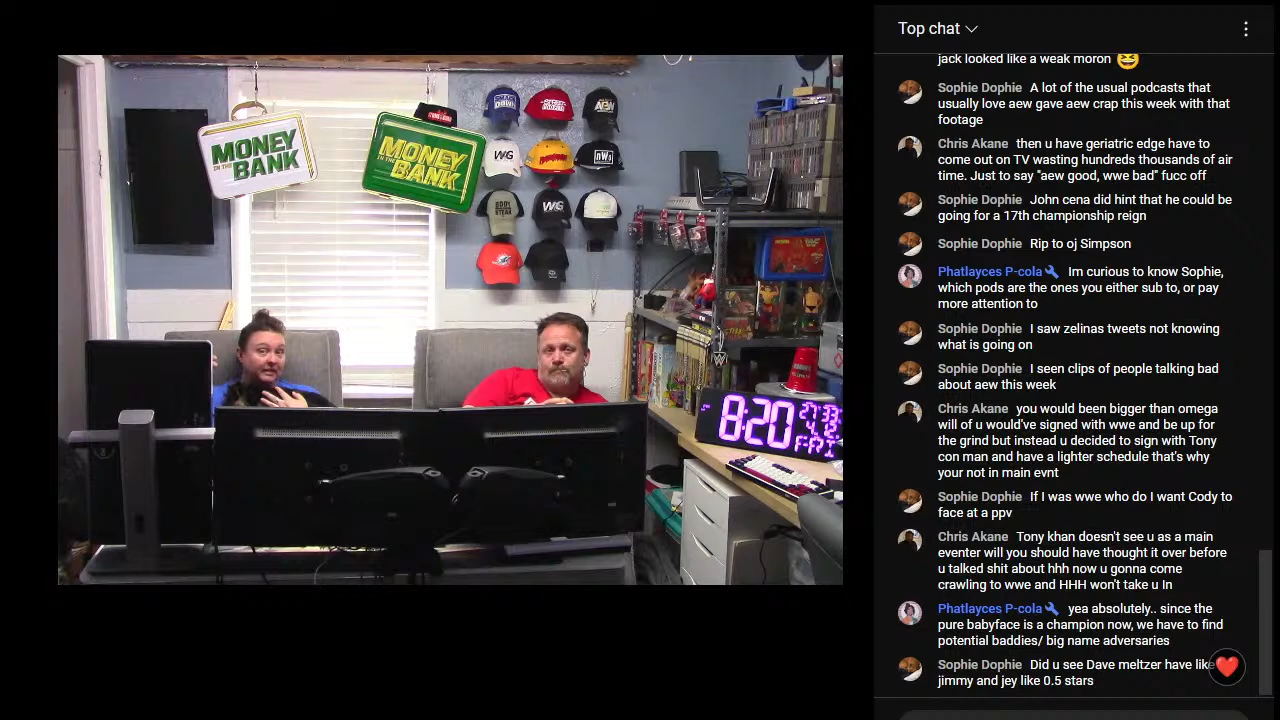 Top chat
jack looked like a weak moron
Sophie Dophie A lot of the usual podcasts that
usually love aew gave aew crap this week with that
footage
Chris Akane then u have geriatric edge have to
come out on TV wasting hundreds thousands of air
time. Just to say "aew good, wwe bad" fucc off
Sophie Dophie John cena did hint that he could be
going for a 17th championship reign
Sophie Dophie Rip to oj Simpson
Phatlayces P-cola Im curious to know Sophie,
which pods are the ones you either sub to, or pay
more attention to
Sophie Dophie I saw zelinas tweets not knowing
what is going on
Sophie Dophie I seen clips of people talking bad
about aew this week
Chris Akane you would been bigger than omega
will of u would've signed with wwe and be up for
the grind but instead u decided to sign with Tony
con man and have a lighter schedule that's why
your not in main evnt
Sophie Dophie If I was wwe who do I want Cody to
face at a ppv
Chris Akane Tony khan doesn't see u as a main
eventer will you should have thought it over before
u talked shit about hhh now u gonna come
crawling to wwe and HHH won't take u In
Phatlayces P-cola yea absolutely.. since the
pure babyface is a champion now, we have to find
potential baddies/ big name adversaries
Sophie Dophie Did u see Dave meltzer have like
jimmy and jey like 0.5 stars
MONEY
IN THE
BANK
MONEY
IN THE
BANK
W&G
nWs
W&G
8:20
FRI